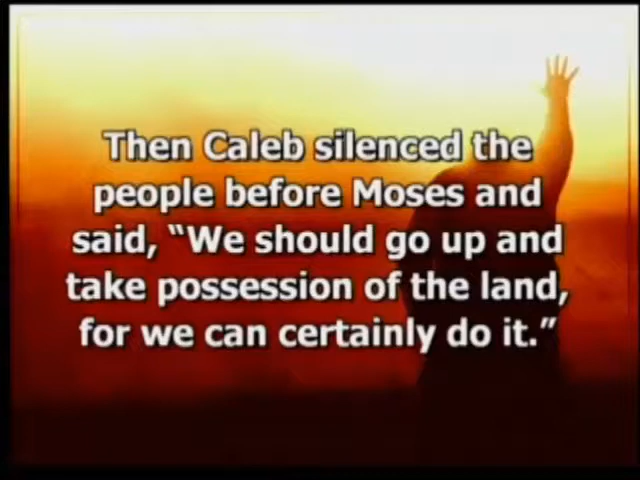 Then Caleb silenced the
people before Moses and
said, “We should go up and
take possession of the land,
for we can certainly do it.”